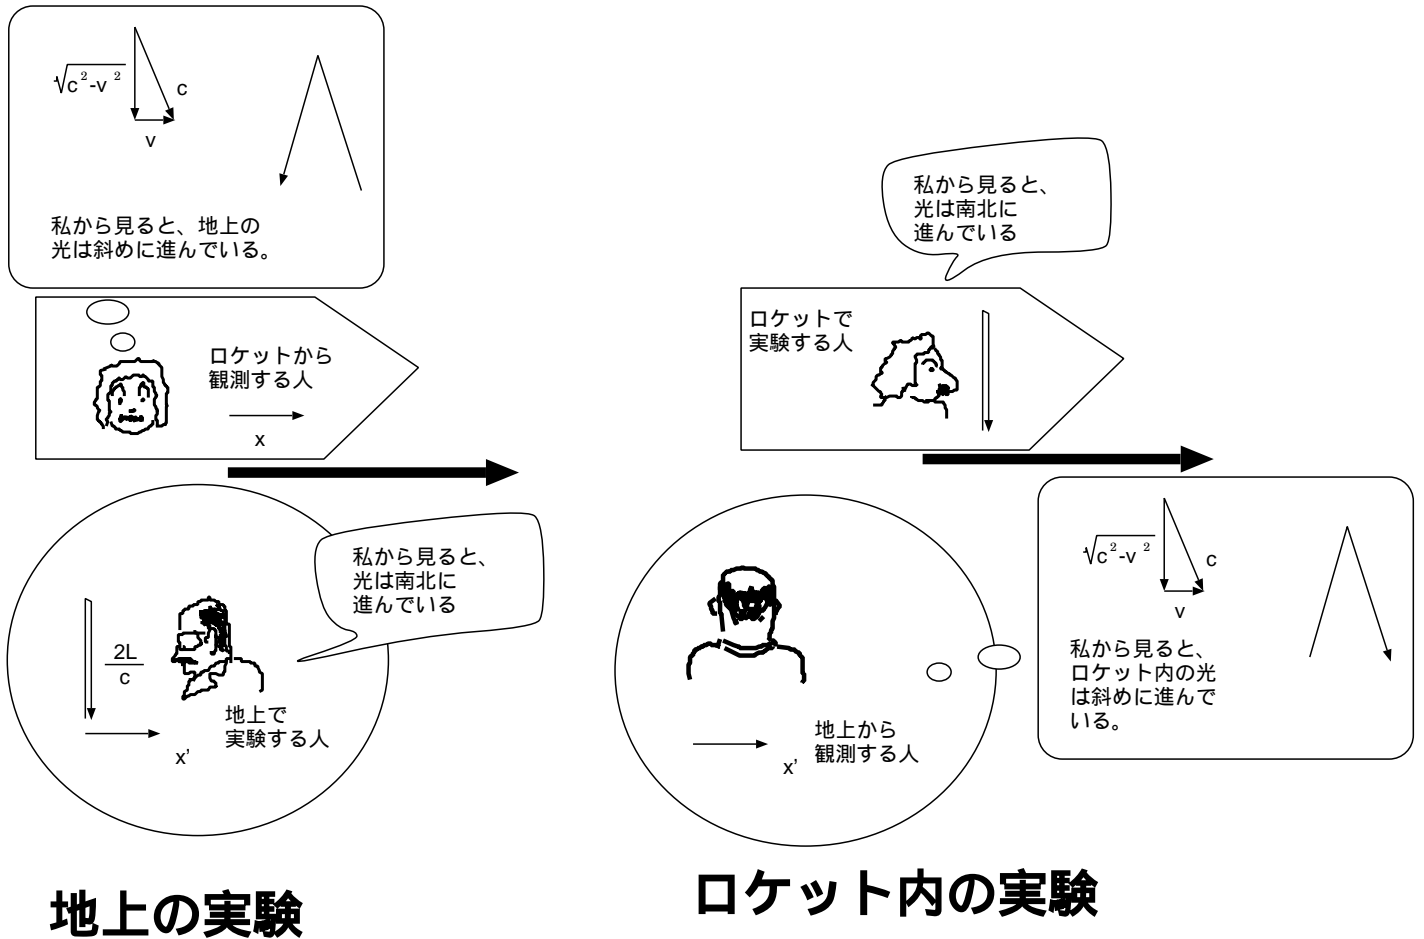 √c²-v²
c
v
私から見ると、地上の
光は斜めに進んでいる。
ロケットから
観測する人
x
私から見ると、
光は南北に
進んでいる
2L
c
地上で
実験する人
x’
地上の実験
私から見ると、
光は南北に
進んでいる
ロケットで
実験する人
√c²-v²
c
v
私から見ると、
ロケット内の光
は斜めに進んで
いる。
地上から
観測する人
x’
ロケット内の実験